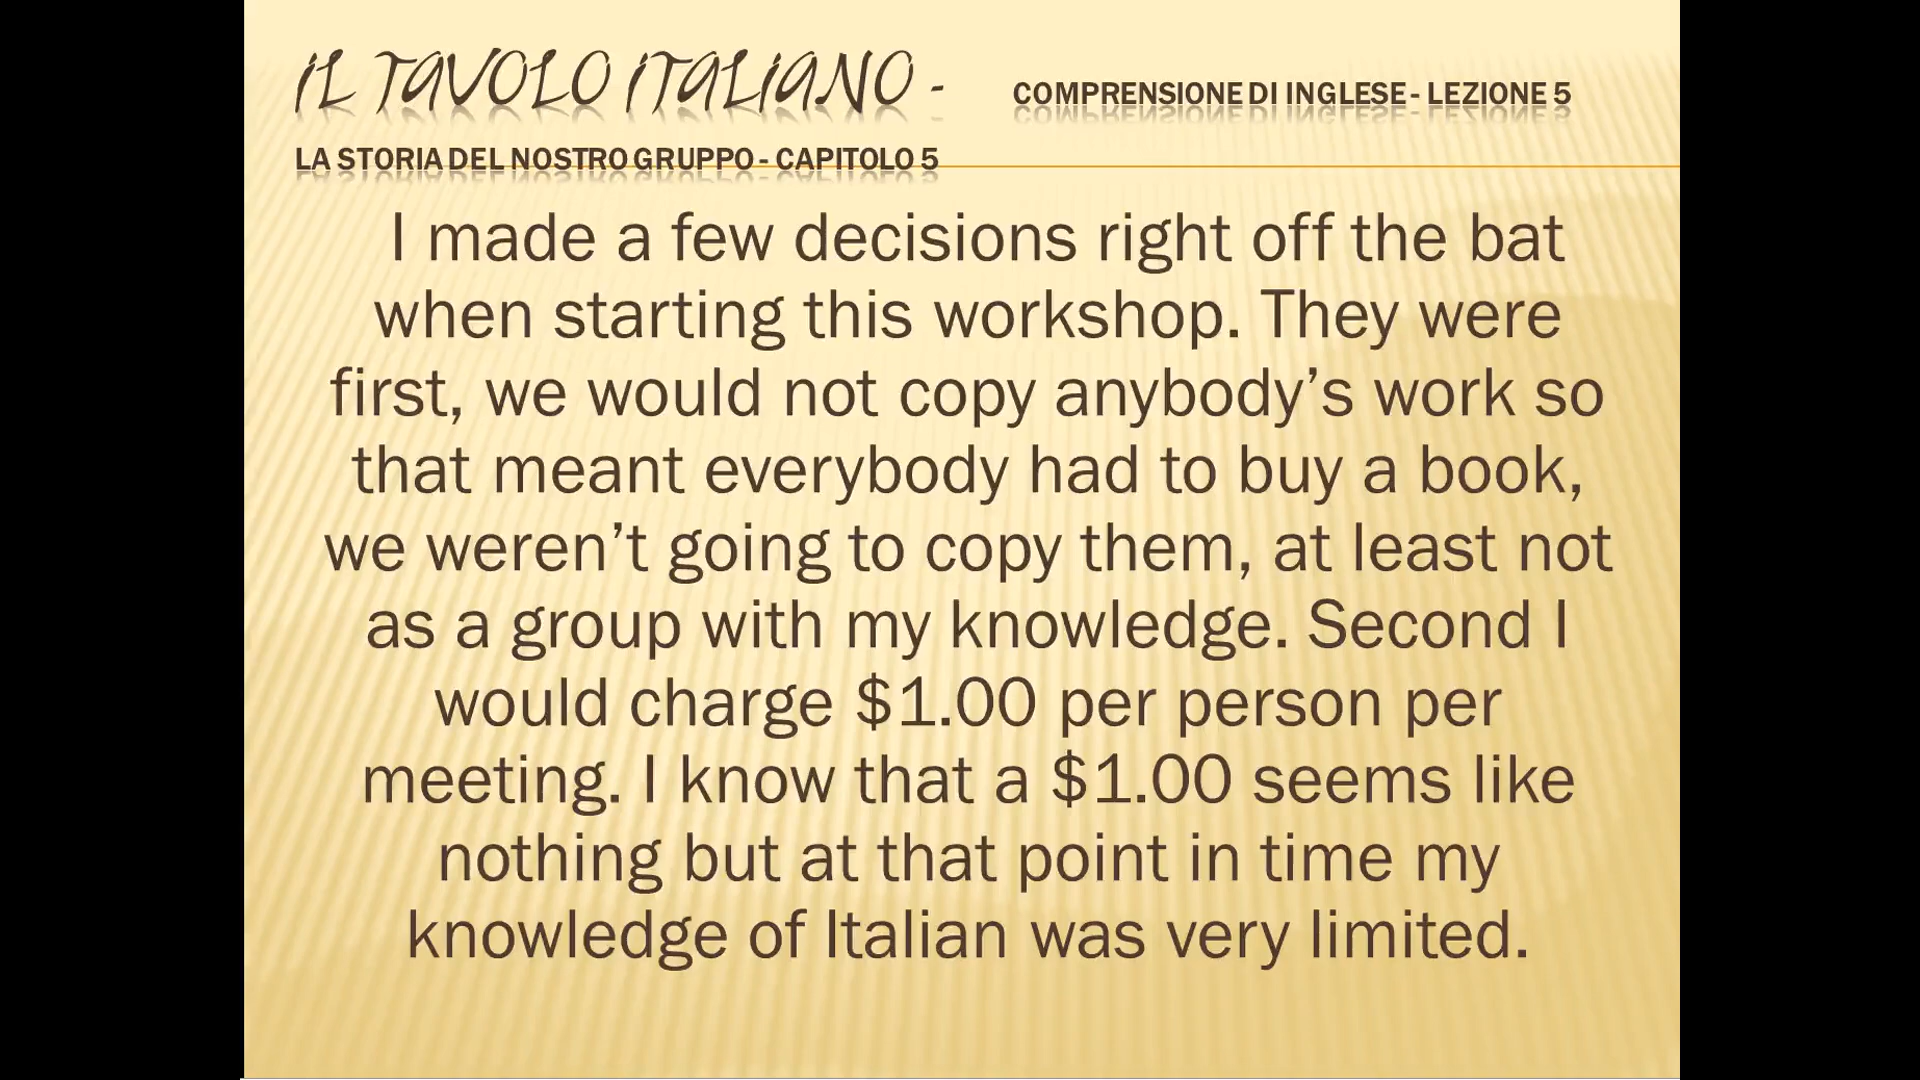 IL TAVOLO ITALIANO - COMPRENSIONE DI INGLESE - LEZIONE 5
LA STORIA DEL NOSTRO GRUPPO - CAPITOLO 5
I made a few decisions right off the bat
when starting this workshop. They were
first, we would not copy anybody’s work so
that meant everybody had to buy a book,
we weren’t going to copy them, at least not
as a group with my knowledge. Second I
would charge $1.00 per person per
meeting. I know that a $1.00 seems like
nothing but at that point in time my
knowledge of Italian was very limited.